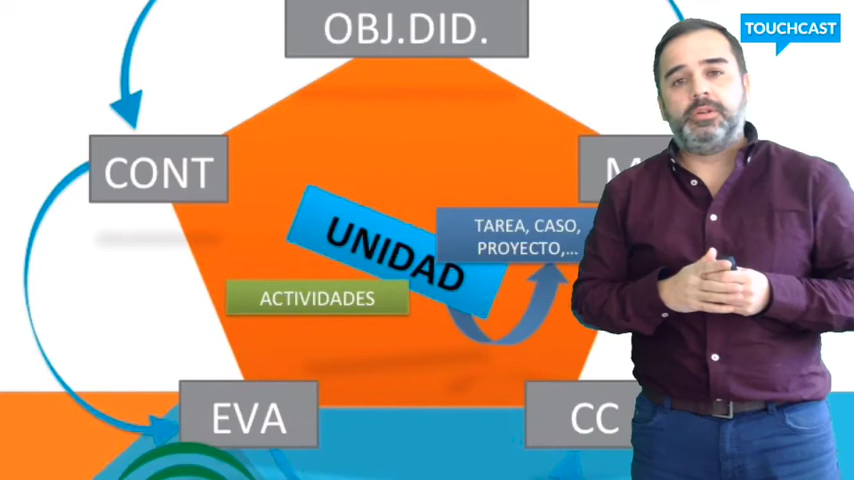 OBJ.DID.
TOUCHCAST
CONT
M
UNIDAD
TAREA, CASO,
PROYECTO,...
ACTIVIDADES
EVA
CC